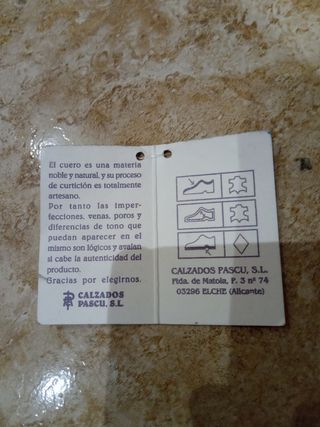 El cuero es una materia
noble y natural, y su proceso
de curtición es totalmente
artesano.
Por tanto las imper-
fecciones, venas, poros y
diferencias de tono que
puedan aparecer en el
mismo son lógicos y avalan
si cabe la autenticidad del
producto.
Gracias por elegirnos.
CALZADOS
PASCU, S.L.
CALZADOS PASCU, S.L.
Ptda. de Matola, P. 3 nº 74
03296 ELCHE (Alicante)